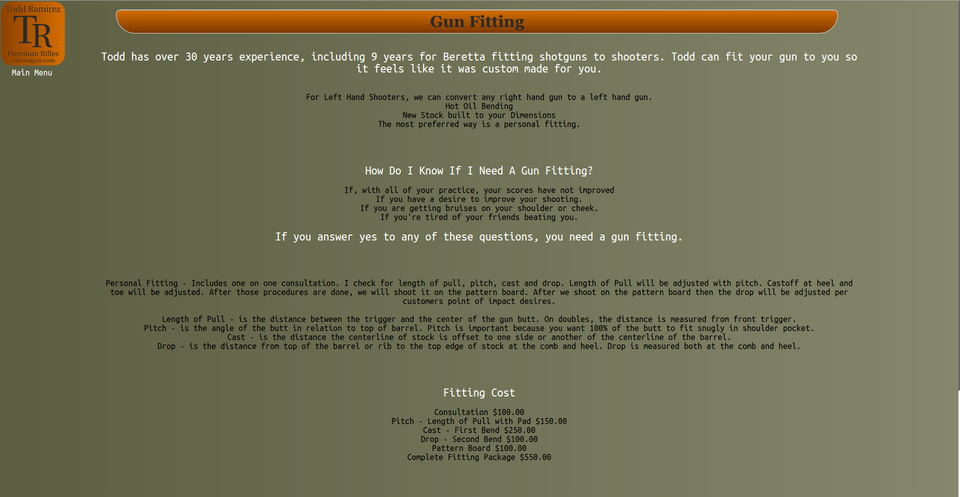 Todd Ramirez
TR
Premium Rifles
Main Menu
Gun Fitting
Todd has over 30 years experience, including 9 years for Beretta fitting shotguns to shooters. Todd can fit your gun to you so
it feels like it was custom made for you.
For Left Hand Shooters, we can convert any right hand gun to a left hand gun.
Hot Oil Bending
New Stock built to your Dimensions
The most preferred way is a personal fitting.
How Do I Know If I Need A Gun Fitting?
If, with all of your practice, your scores have not improved
If you have a desire to improve your shooting.
If you are getting bruises on your shoulder or cheek.
If you're tired of your friends beating you.
If you answer yes to any of these questions, you need a gun fitting.
Personal Fitting - Includes one on one consultation. I check for length of pull, pitch, cast and drop. Length of Pull will be adjusted with pitch. Castoff at heel and
toe will be adjusted. After those procedures are done, we will shoot it on the pattern board. After we shoot on the pattern board then the drop will be adjusted per
customers point of impact desires.
Length of Pull - is the distance between the trigger and the center of the gun butt. On doubles, the distance is measured from front trigger.
Pitch - is the angle of the butt in relation to top of barrel. Pitch is important because you want 100% of the butt to fit snugly in shoulder pocket.
Cast - is the distance the centerline of stock is offset to one side or another of the centerline of the barrel.
Drop - is the distance from top of the barrel or rib to the top edge of stock at the comb and heel. Drop is measured both at the comb and heel.
Fitting Cost
Consultation $100.00
Pitch - Length of Pull with Pad $150.00
Cast - First Bend $250.00
Drop - Second Bend $100.00
Pattern Board $100.00
Complete Fitting Package $550.00